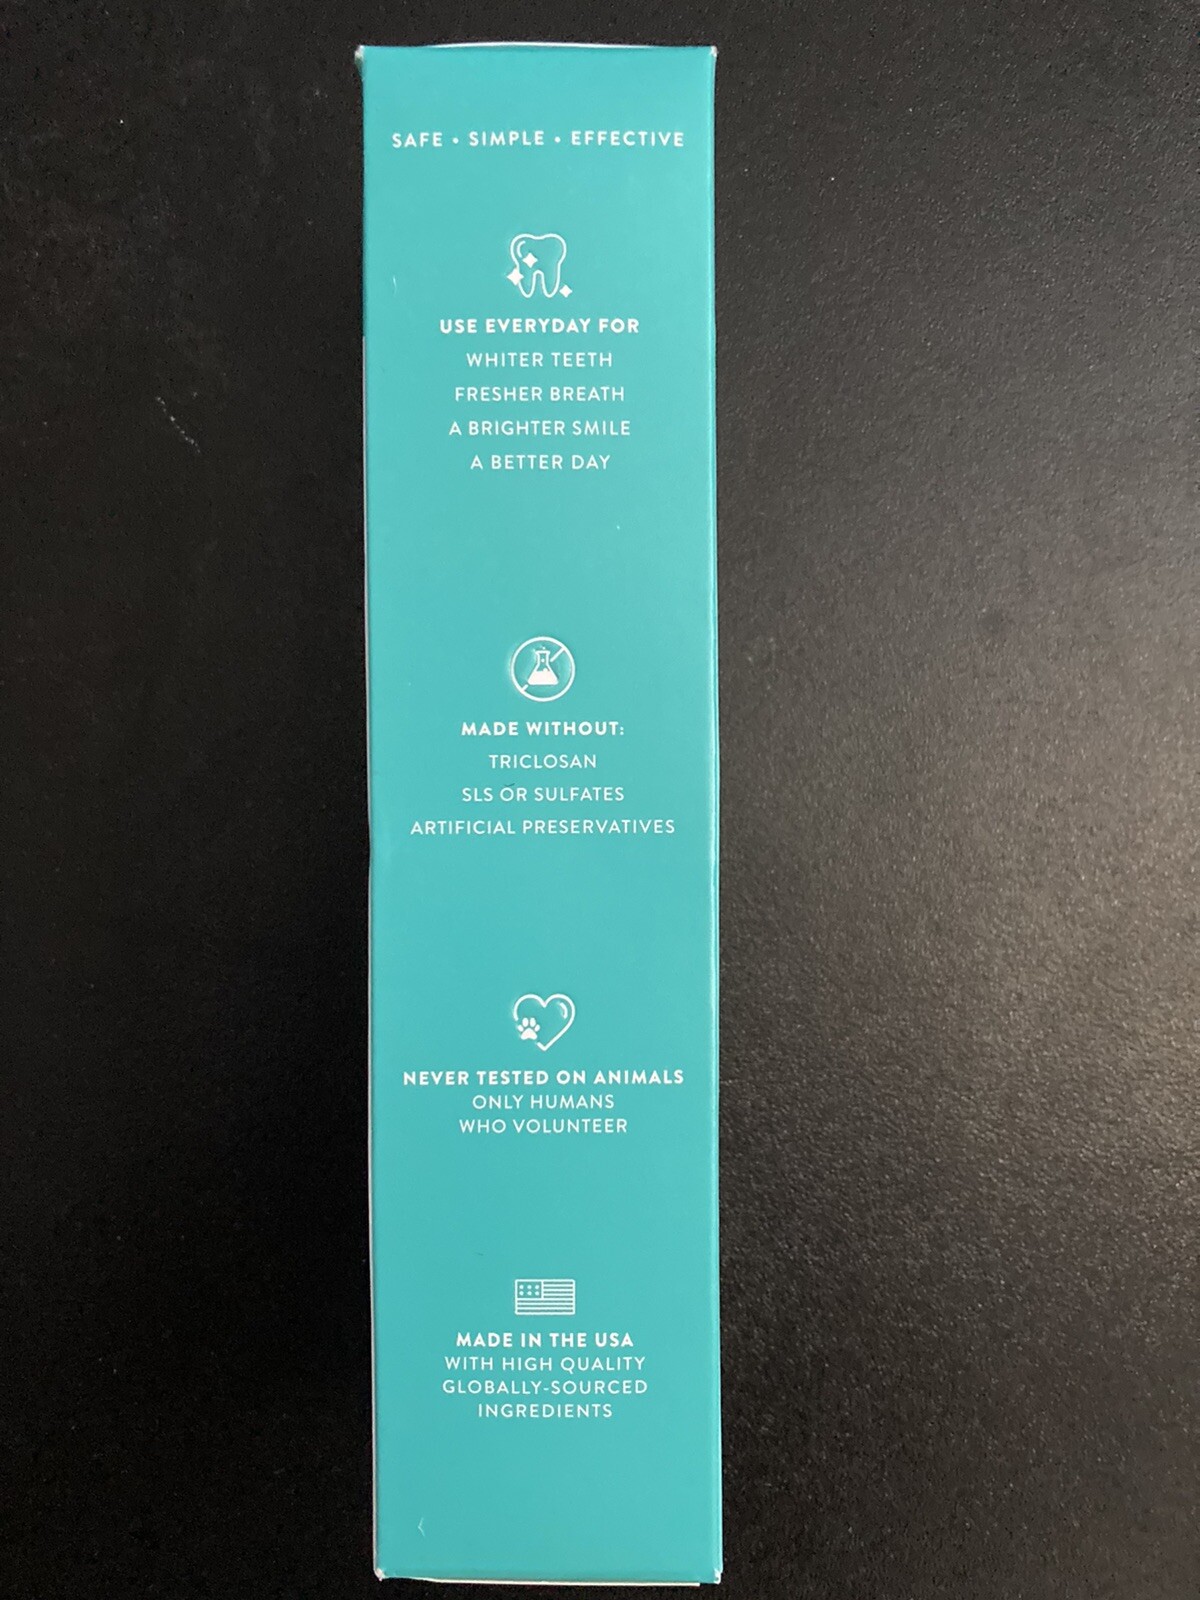 SAFE • SIMPLE • EFFECTIVE
USE EVERYDAY FOR
WHITER TEETH
FRESHER BREATH
A BRIGHTER SMILE
A BETTER DAY
MADE WITHOUT:
TRICLOSAN
SLS OR SULFATES
ARTIFICIAL PRESERVATIVES
NEVER TESTED ON ANIMALS
ONLY HUMANS
WHO VOLUNTEER
MADE IN THE USA
WITH HIGH QUALITY
GLOBALLY-SOURCED
INGREDIENTS